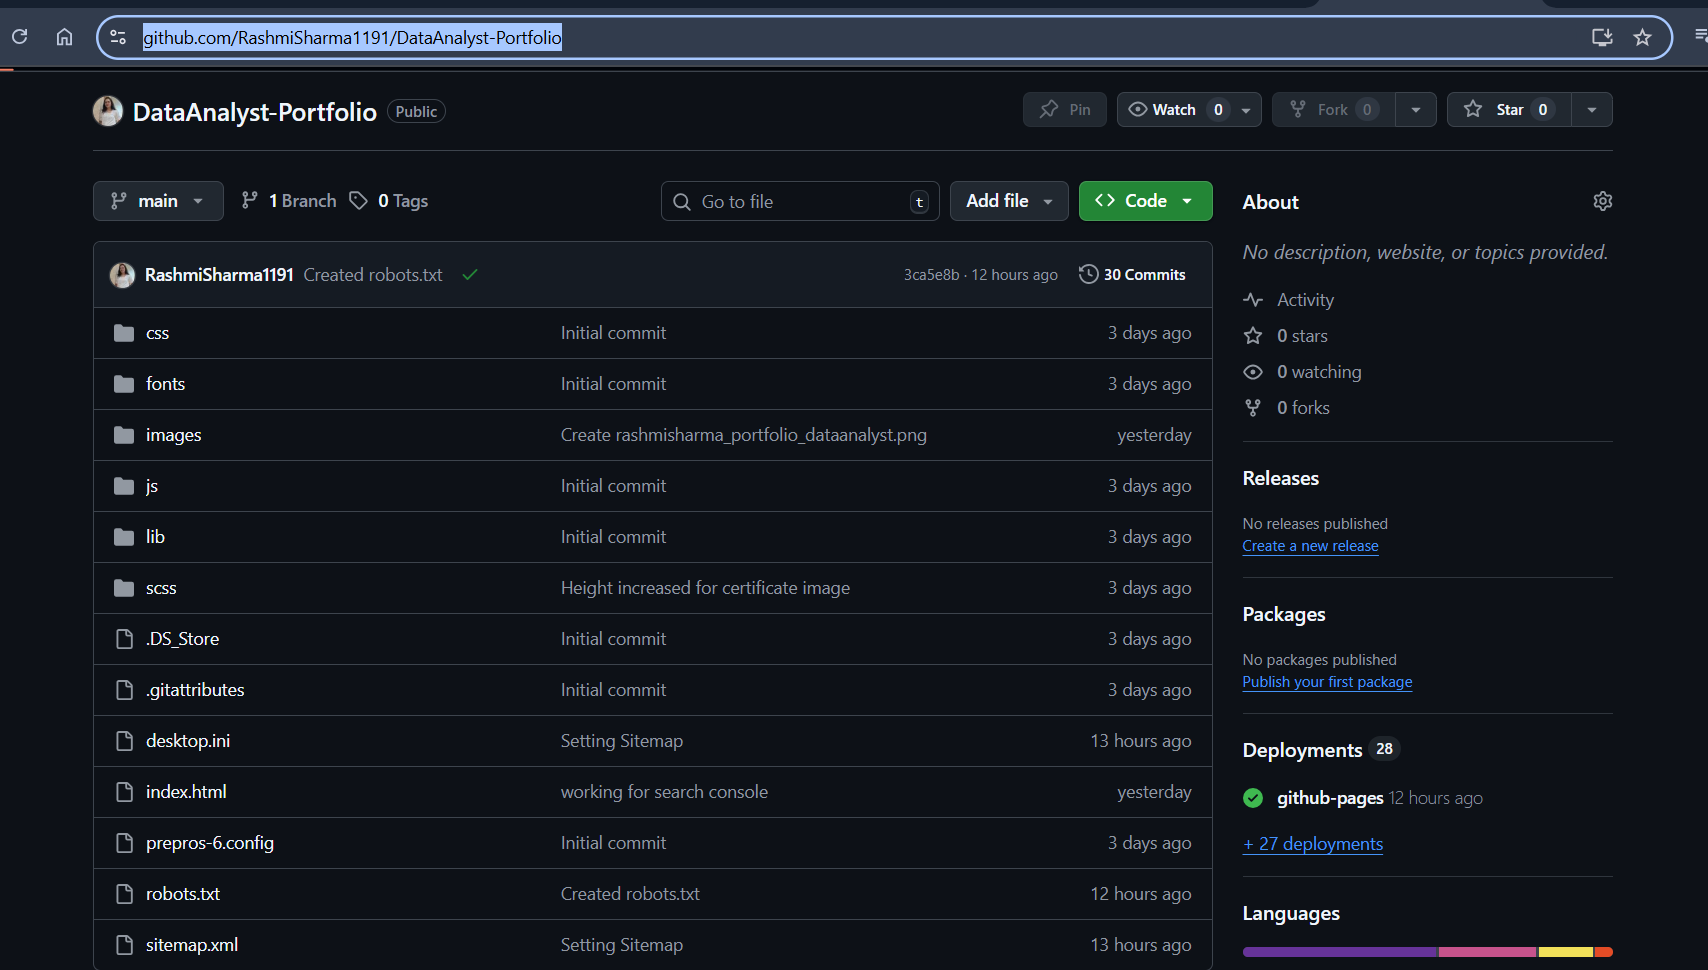 github.com/RashmiSharma1191/DataAnalyst-Portfolio
DataAnalyst-Portfolio Public
Pin Watch 0 Fork 0 Star 0
main 1 Branch 0 Tags Go to file t Add file Code
RashmiSharma1191 Created robots.txt 3ca5e8b · 12 hours ago 30 Commits
css Initial commit 3 days ago
fonts Initial commit 3 days ago
images Create rashmisharma_portfolio_dataanalyst.png yesterday
js Initial commit 3 days ago
lib Initial commit 3 days ago
scss Height increased for certificate image 3 days ago
.DS_Store Initial commit 3 days ago
.gitattributes Initial commit 3 days ago
desktop.ini Setting Sitemap 13 hours ago
index.html working for search console yesterday
prepros-6.config Initial commit 3 days ago
robots.txt Created robots.txt 12 hours ago
sitemap.xml Setting Sitemap 13 hours ago
About
No description, website, or topics provided.
Activity
0 stars
0 watching
0 forks
Releases
No releases published
Create a new release
Packages
No packages published
Publish your first package
Deployments 28
github-pages 12 hours ago
+ 27 deployments
Languages